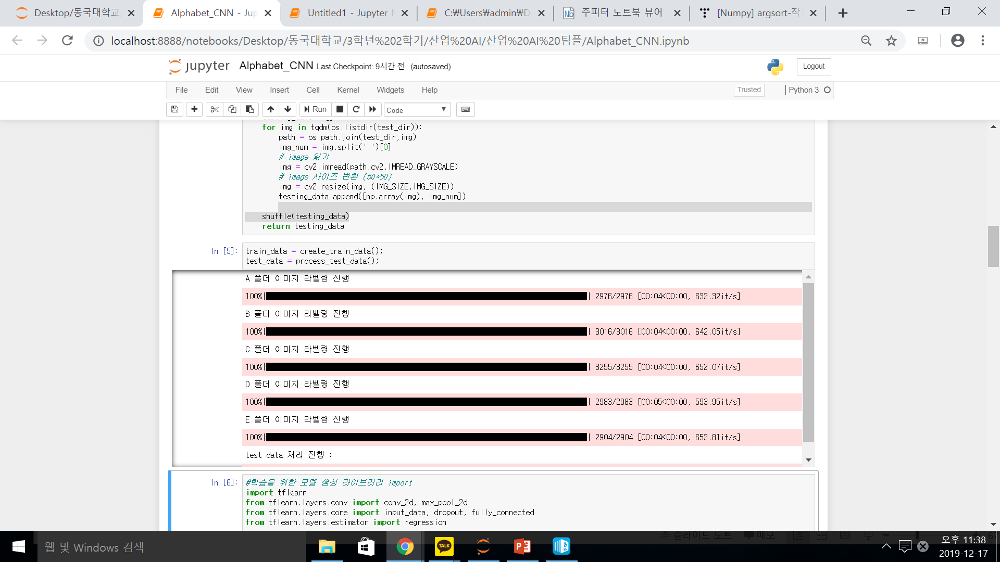 Desktop/동국대학교/
Alphabet_CNN - Jup
Untitled1 - Jupyter N
C:₩Users₩admin₩D
주피터 노트북 뷰어
[Numpy] argsort-작
localhost:8888/notebooks/Desktop/동국대학교/3학년%202학기/산업%20AI/산업%20AI%20팀플/Alphabet_CNN.ipynb
jupyter Alphabet_CNN Last Checkpoint: 9시간 전 (autosaved)
Logout
File Edit View Insert Cell Kernel Widgets Help
Trusted
Python 3
Run
Code
for img in tqdm(os.listdir(test_dir)):
path = os.path.join(test_dir,img)
img_num = img.split('.')[0]
# image 읽기
img = cv2.imread(path,cv2.IMREAD_GRAYSCALE)
# image 사이즈 변환 (50*50)
img = cv2.resize(img, (IMG_SIZE,IMG_SIZE))
testing_data.append([np.array(img), img_num])
shuffle(testing_data)
return testing_data
In [5]:
train_data = create_train_data();
test_data = process_test_data();
A 폴더 이미지 라벨링 진행
100%|██████████| 2976/2976 [00:04<00:00, 632.32it/s]
B 폴더 이미지 라벨링 진행
100%|██████████| 3016/3016 [00:04<00:00, 642.05it/s]
C 폴더 이미지 라벨링 진행
100%|██████████| 3255/3255 [00:04<00:00, 652.07it/s]
D 폴더 이미지 라벨링 진행
100%|██████████| 2983/2983 [00:05<00:00, 593.95it/s]
E 폴더 이미지 라벨링 진행
100%|██████████| 2904/2904 [00:04<00:00, 652.81it/s]
test data 처리 진행 :
In [6]:
#학습을 위한 모델 생성 라이브러리 import
import tflearn
from tflearn.layers.conv import conv_2d, max_pool_2d
from tflearn.layers.core import input_data, dropout, fully_connected
from tflearn.layers.estimator import regression
슬라이드 노트 메모
웹 및 Windows 검색
TALK
오후 11:38
2019-12-17